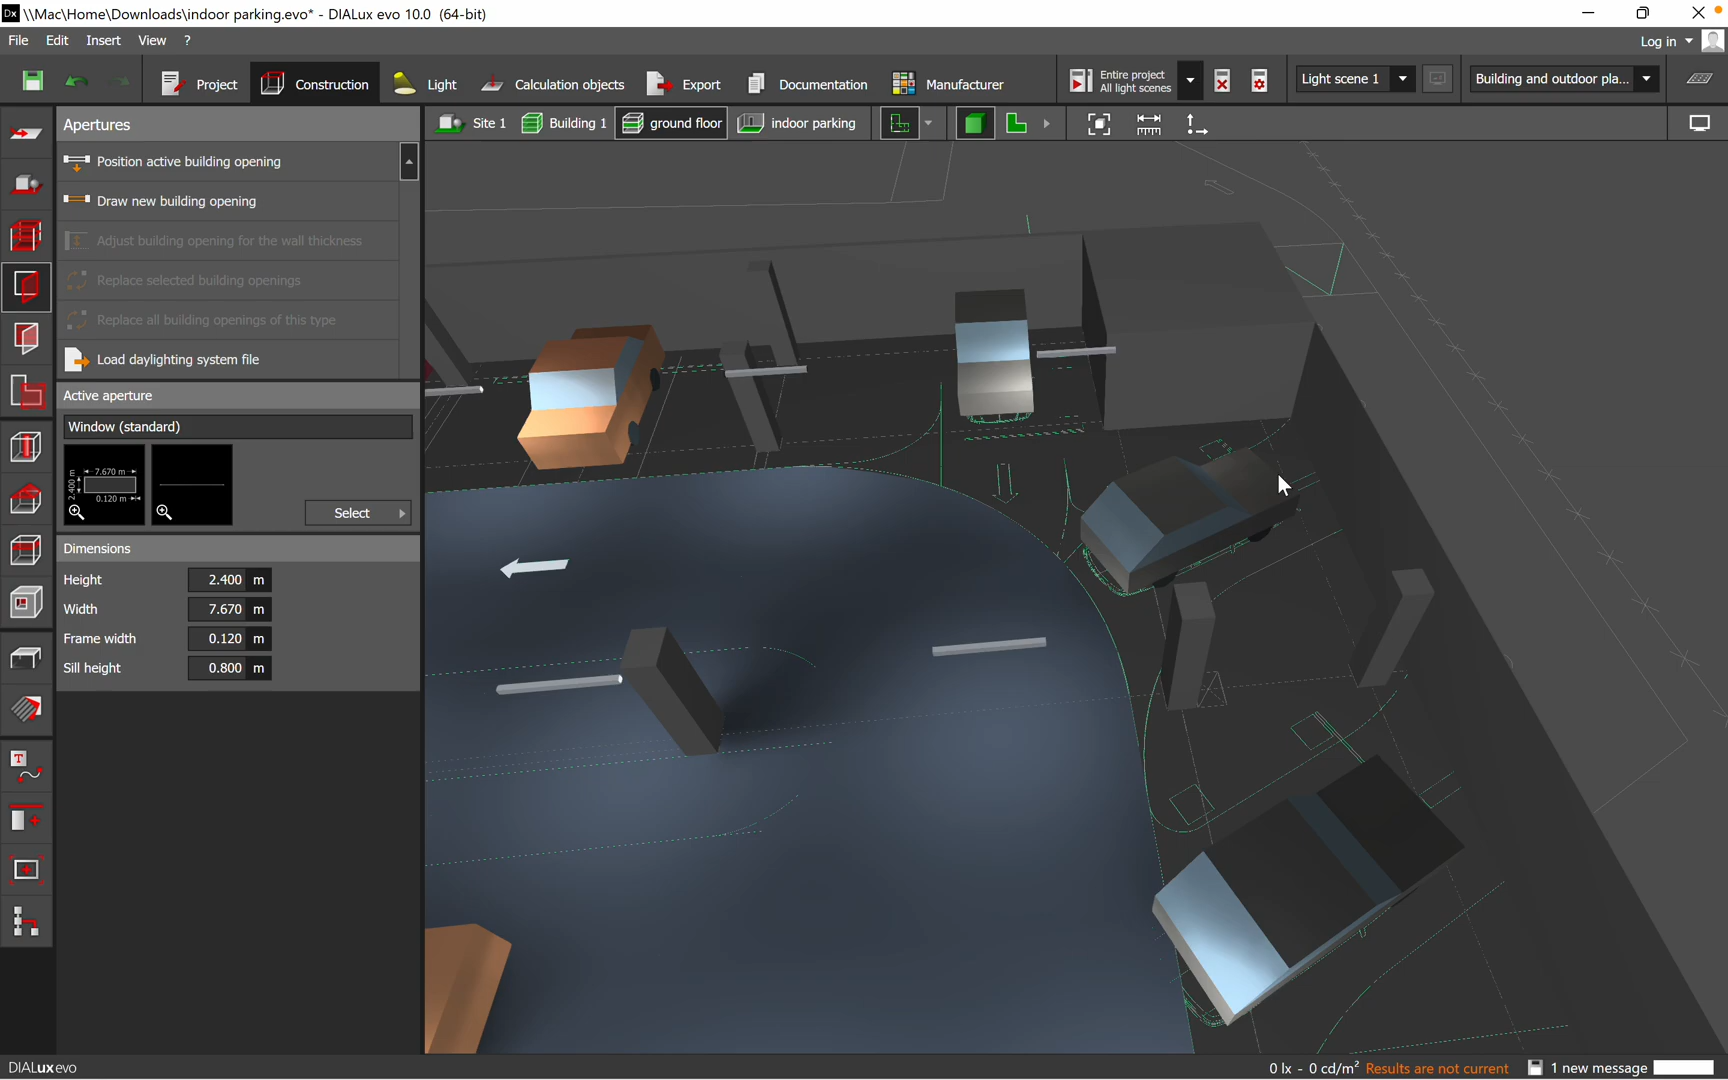 \\Mac\Home\Downloads\indoor parking.evo* - DIALux evo 10.0 (64-bit)
File Edit Insert View ?
Log in
Project Construction Light Calculation objects Export Documentation Manufacturer
Entire project
All light scenes
Light scene 1
Building and outdoor pla...
Apertures
Site 1 Building 1 ground floor indoor parking
Position active building opening
Draw new building opening
Adjust building opening for the wall thickness
Replace selected building openings
Replace all building openings of this type
Load daylighting system file
Active aperture
Window (standard)
7.670 m
2.400 m
0.120 m
Select
Dimensions
Height 2.400 m
Width 7.670 m
Frame width 0.120 m
Sill height 0.800 m
DIALux evo
0 lx - 0 cd/m² Results are not current 1 new message